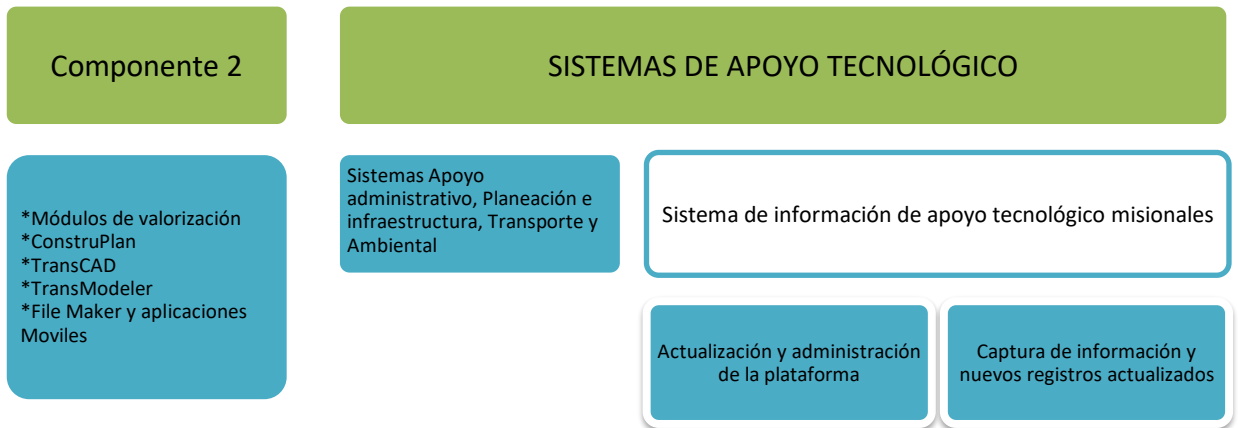 Componente 2
SISTEMAS DE APOYO TECNOLÓGICO
*Módulos de valorización
*ConstruPlan
*TransCAD
*TransModeler
*File Maker y aplicaciones
Moviles
Sistemas Apoyo
administrativo, Planeación e
infraestructura, Transporte y
Ambiental
Sistema de información de apoyo tecnológico misionales
Actualización y administración
de la plataforma
Captura de información y
nuevos registros actualizados